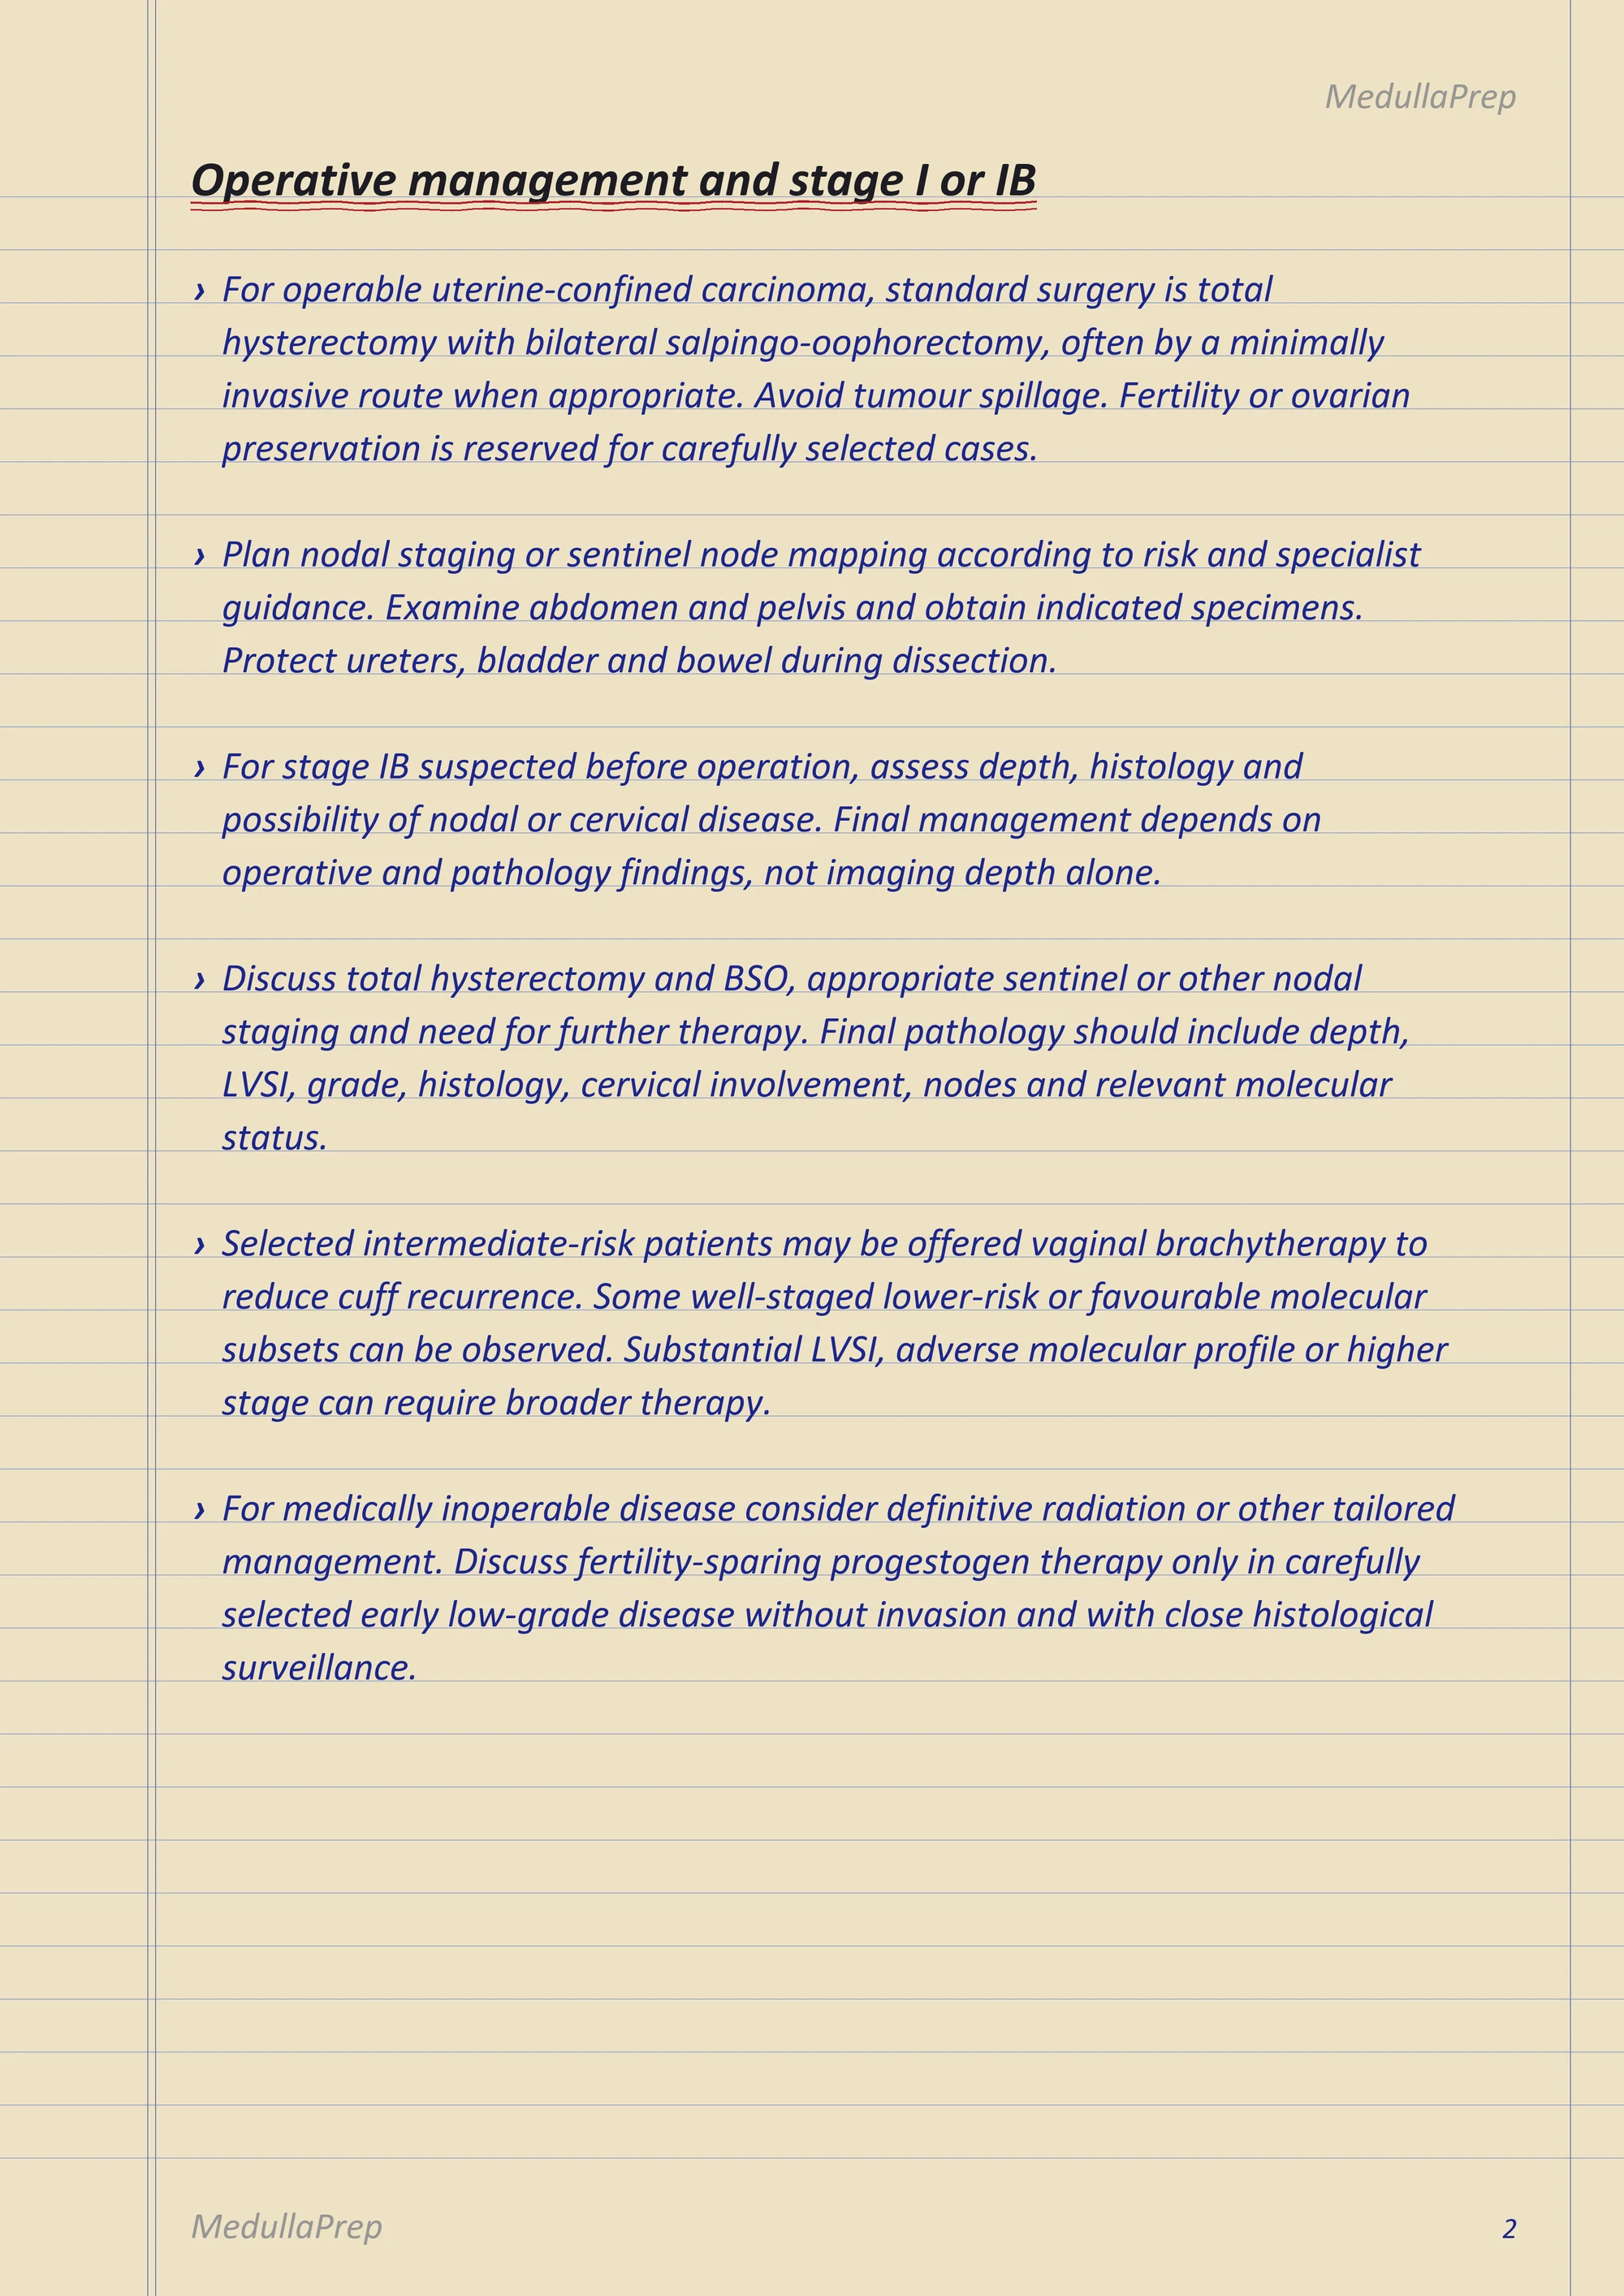 MedullaPrep
Operative management and stage I or IB
› For operable uterine-confined carcinoma, standard surgery is total
hysterectomy with bilateral salpingo-oophorectomy, often by a minimally
invasive route when appropriate. Avoid tumour spillage. Fertility or ovarian
preservation is reserved for carefully selected cases.
› Plan nodal staging or sentinel node mapping according to risk and specialist
guidance. Examine abdomen and pelvis and obtain indicated specimens.
Protect ureters, bladder and bowel during dissection.
› For stage IB suspected before operation, assess depth, histology and
possibility of nodal or cervical disease. Final management depends on
operative and pathology findings, not imaging depth alone.
› Discuss total hysterectomy and BSO, appropriate sentinel or other nodal
staging and need for further therapy. Final pathology should include depth,
LVSI, grade, histology, cervical involvement, nodes and relevant molecular
status.
› Selected intermediate-risk patients may be offered vaginal brachytherapy to
reduce cuff recurrence. Some well-staged lower-risk or favourable molecular
subsets can be observed. Substantial LVSI, adverse molecular profile or higher
stage can require broader therapy.
› For medically inoperable disease consider definitive radiation or other tailored
management. Discuss fertility-sparing progestogen therapy only in carefully
selected early low-grade disease without invasion and with close histological
surveillance.
MedullaPrep
2